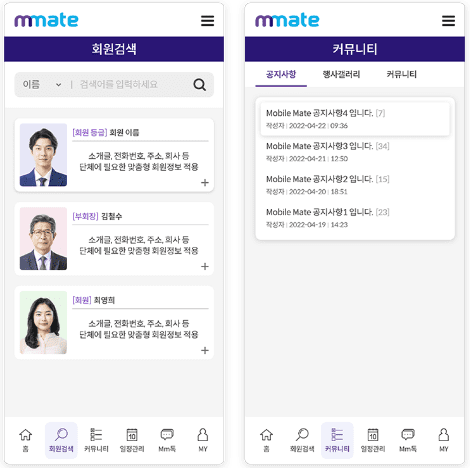 mmate
회원검색
이름 | 검색어를 입력하세요
[회원 등급] 회원 이름
소개글, 전화번호, 주소, 회사 등
단체에 필요한 맞춤형 회원정보 적용
+
[부회장] 김철수
소개글, 전화번호, 주소, 회사 등
단체에 필요한 맞춤형 회원정보 적용
+
[회원] 최영희
소개글, 전화번호, 주소, 회사 등
단체에 필요한 맞춤형 회원정보 적용
+
홈 회원검색 커뮤니티 10 일정관리 Mm톡 MY
mmate
커뮤니티
공지사항 행사갤러리 커뮤니티
Mobile Mate 공지사항4 입니다. [7]
작성자 | 2022-04-22 | 09:36
Mobile Mate 공지사항3 입니다. [34]
작성자 | 2022-04-21 | 12:50
Mobile Mate 공지사항2 입니다. [15]
작성자 | 2022-04-20 | 18:51
Mobile Mate 공지사항1 입니다. [23]
작성자 | 2022-04-19 | 14:23
홈 회원검색 커뮤니티 10 일정관리 Mm톡 MY